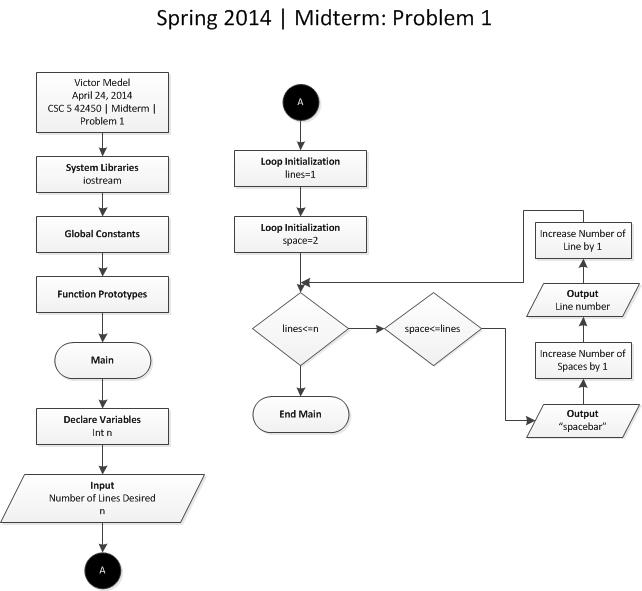 Spring 2014 | Midterm: Problem 1
Victor Medel
April 24, 2014
CSC 5 42450 | Midterm |
Problem 1
System Libraries
iostream
Global Constants
Function Prototypes
Main
Declare Variables
Int n
Input
Number of Lines Desired
n
A
A
Loop Initialization
lines=1
Loop Initialization
space=2
lines<=n
End Main
space<=lines
Increase Number of
Line by 1
Output
Line number
Increase Number of
Spaces by 1
Output
“spacebar”